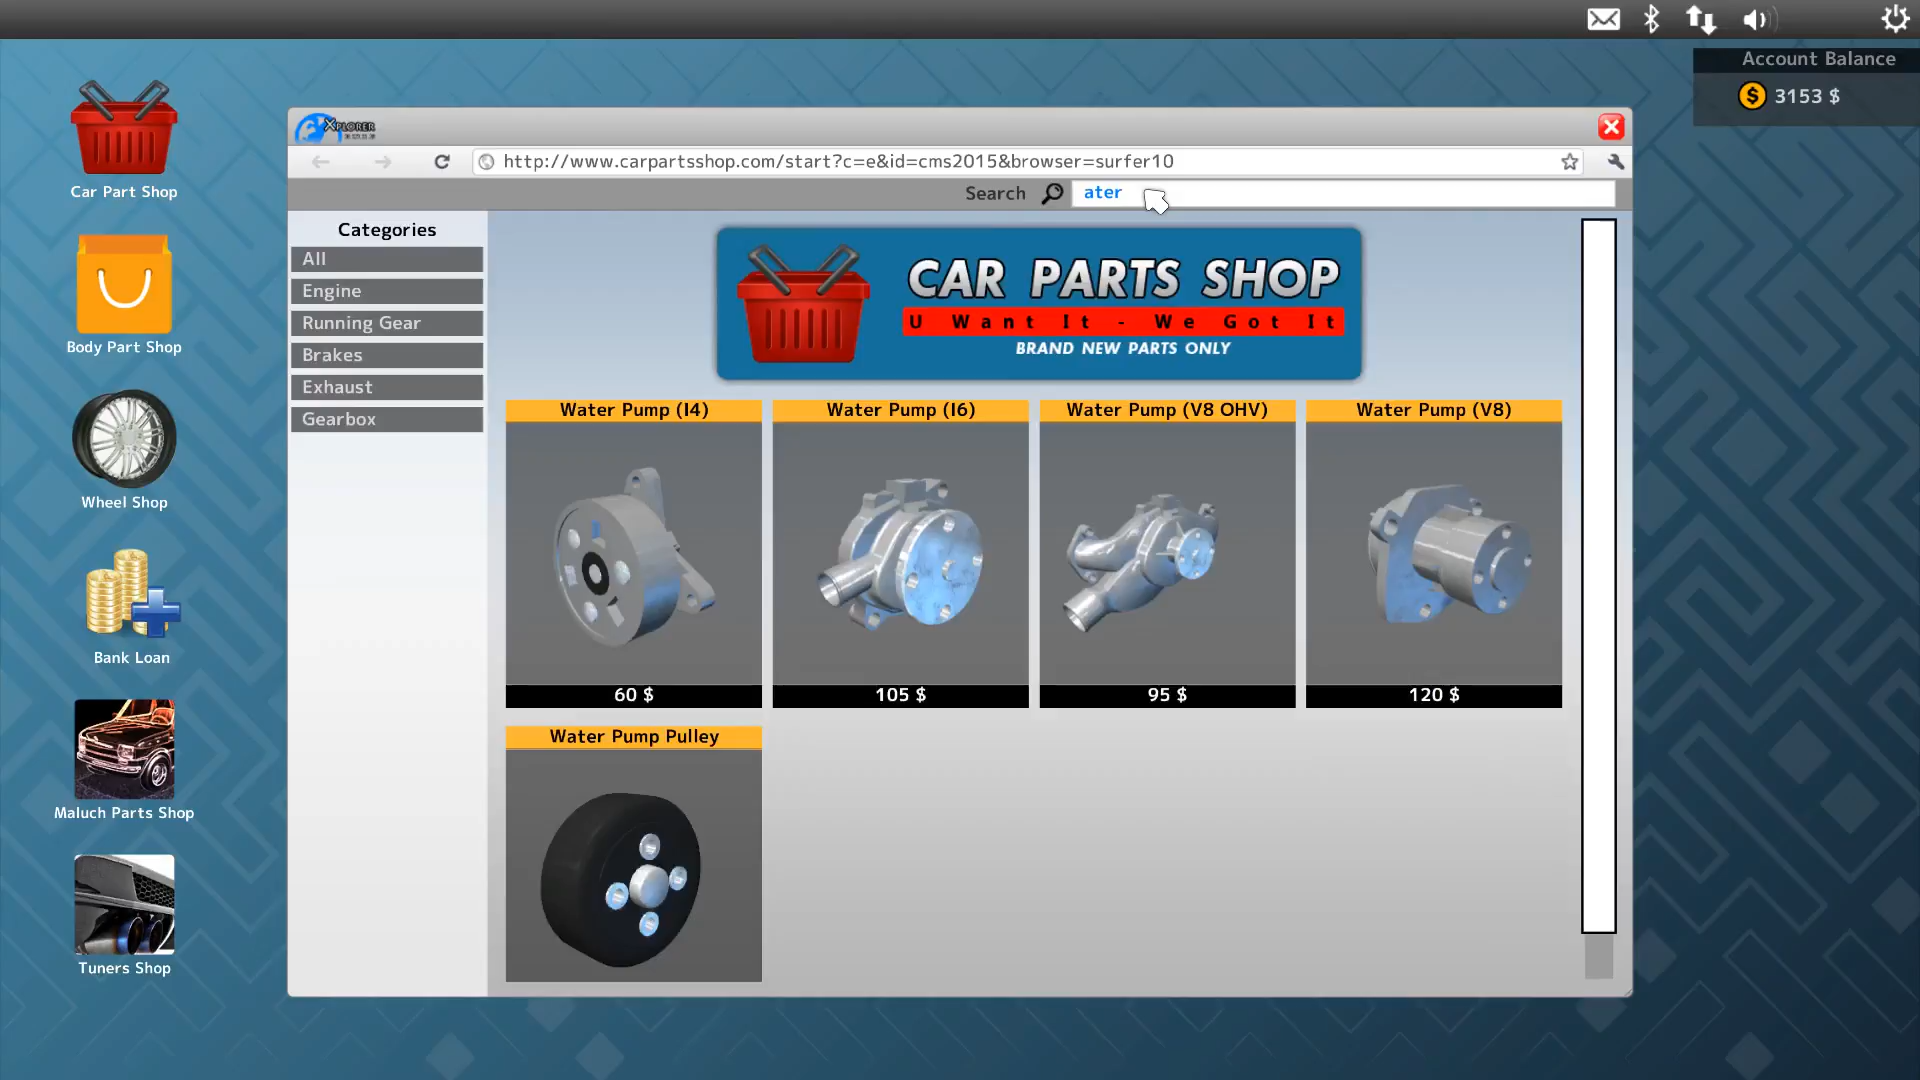 Account Balance
3153 $
Car Part Shop
Body Part Shop
Wheel Shop
Bank Loan
Maluch Parts Shop
Tuners Shop
XPLORER
http://www.carpartsshop.com/start?c=e&id=cms2015&browser=surfer10
Search
ater
Categories
All
Engine
Running Gear
Brakes
Exhaust
Gearbox
CAR PARTS SHOP
U Want It - We Got It
BRAND NEW PARTS ONLY
Water Pump (I4)
Water Pump (I6)
Water Pump (V8 OHV)
Water Pump (V8)
60 $
105 $
95 $
120 $
Water Pump Pulley